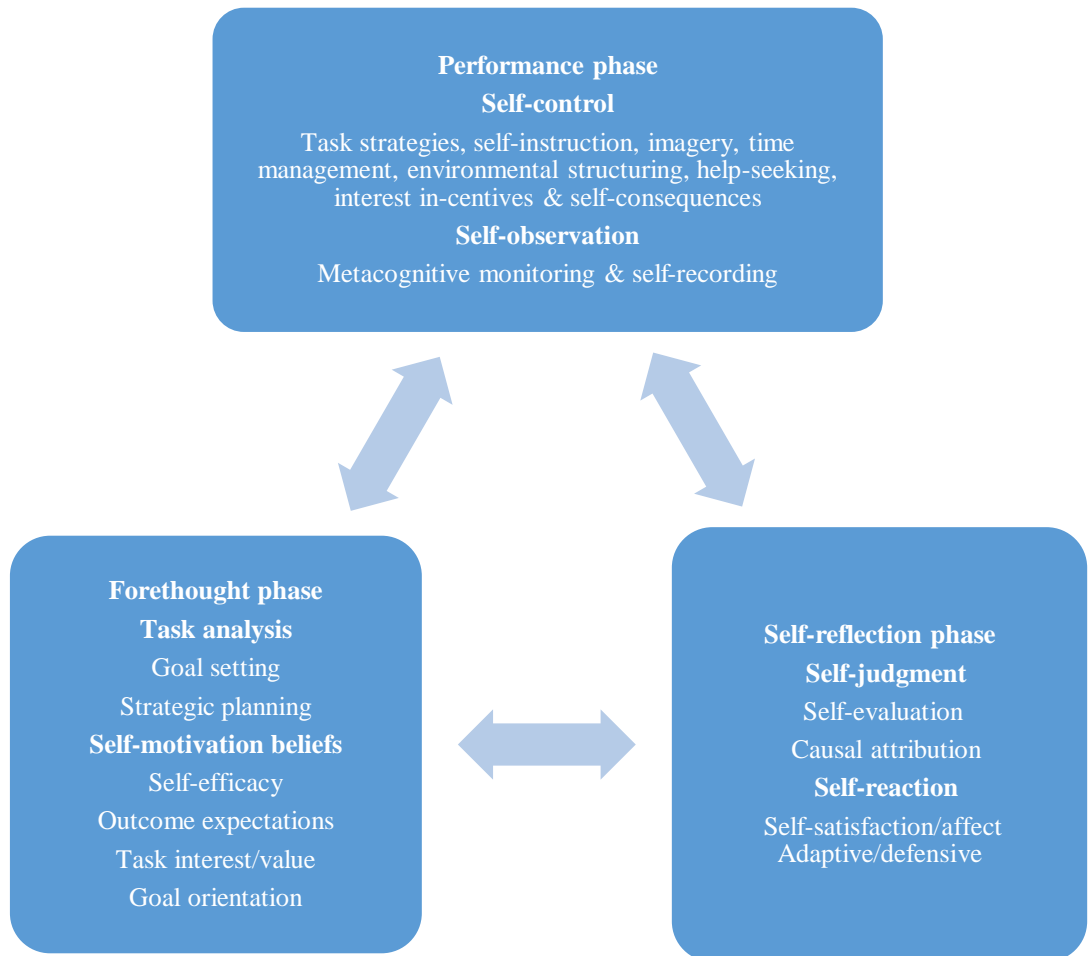 Performance phase
Self-control
Task strategies, self-instruction, imagery, time
management, environmental structuring, help-seeking,
interest in-centives & self-consequences
Self-observation
Metacognitive monitoring & self-recording
Forethought phase
Task analysis
Goal setting
Strategic planning
Self-motivation beliefs
Self-efficacy
Outcome expectations
Task interest/value
Goal orientation
Self-reflection phase
Self-judgment
Self-evaluation
Causal attribution
Self-reaction
Self-satisfaction/affect
Adaptive/defensive